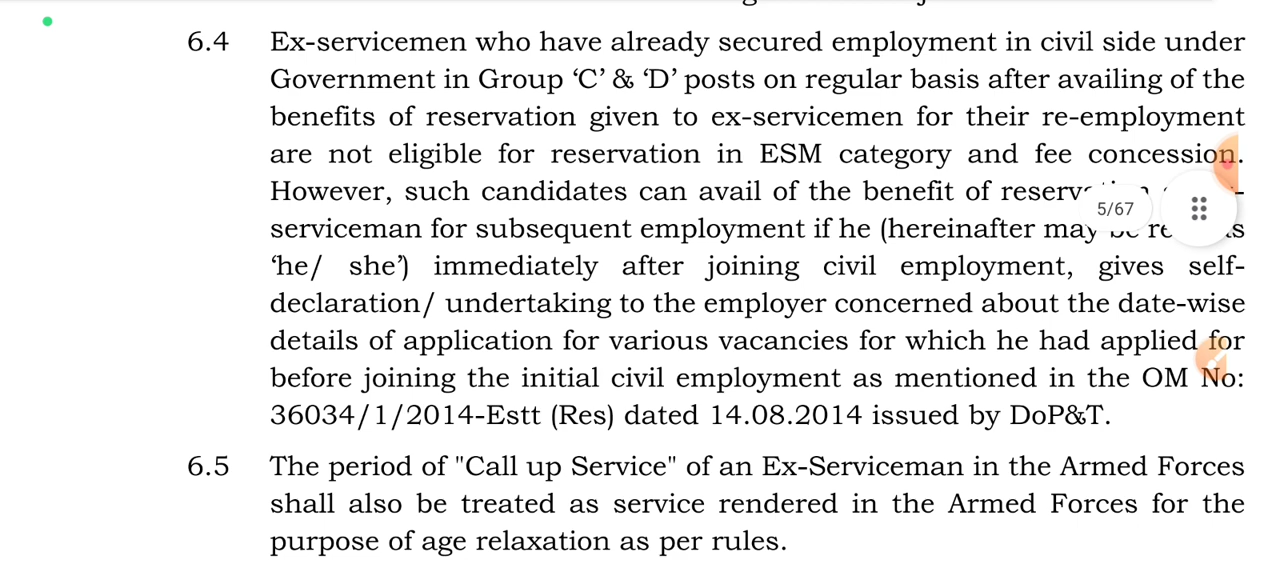 6.4 Ex-servicemen who have already secured employment in civil side under
Government in Group ‘C’ & ‘D’ posts on regular basis after availing of the
benefits of reservation given to ex-servicemen for their re-employment
are not eligible for reservation in ESM category and fee concession.
However, such candidates can avail of the benefit of
5/67
serviceman for subsequent employment if he (hereinafter may
‘he/ she’) immediately after joining civil employment, gives self-
declaration/ undertaking to the employer concerned about the date-wise
details of application for various vacancies for which he had applied for
before joining the initial civil employment as mentioned in the OM No:
36034/1/2014-Estt (Res) dated 14.08.2014 issued by DoP&T.
6.5 The period of "Call up Service" of an Ex-Serviceman in the Armed Forces
shall also be treated as service rendered in the Armed Forces for the
purpose of age relaxation as per rules.